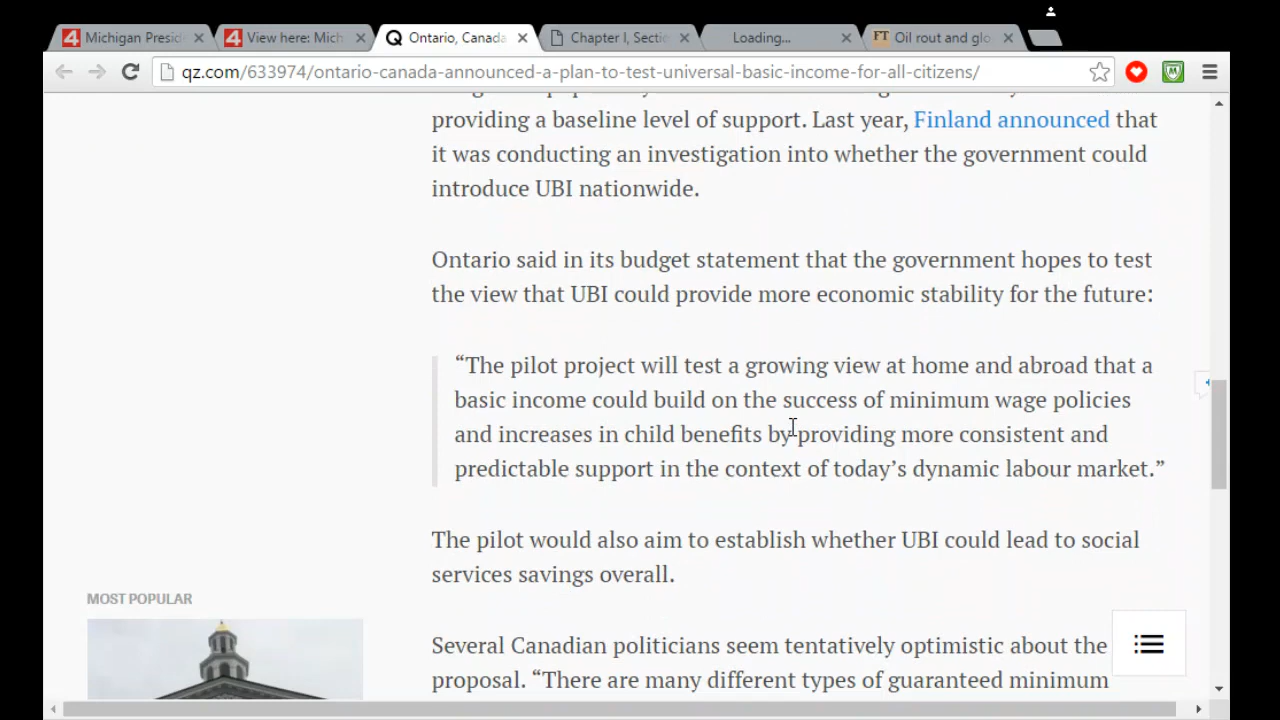 Michigan Presid
View here: Mich
Ontario, Canada
Chapter I, Sectio
Loading...
FT Oil rout and glo
qz.com/633974/ontario-canada-announced-a-plan-to-test-universal-basic-income-for-all-citizens/
providing a baseline level of support. Last year, Finland announced that
it was conducting an investigation into whether the government could
introduce UBI nationwide.
Ontario said in its budget statement that the government hopes to test
the view that UBI could provide more economic stability for the future:
“The pilot project will test a growing view at home and abroad that a
basic income could build on the success of minimum wage policies
and increases in child benefits by providing more consistent and
predictable support in the context of today’s dynamic labour market.”
The pilot would also aim to establish whether UBI could lead to social
services savings overall.
MOST POPULAR
Several Canadian politicians seem tentatively optimistic about the
proposal. “There are many different types of guaranteed minimum